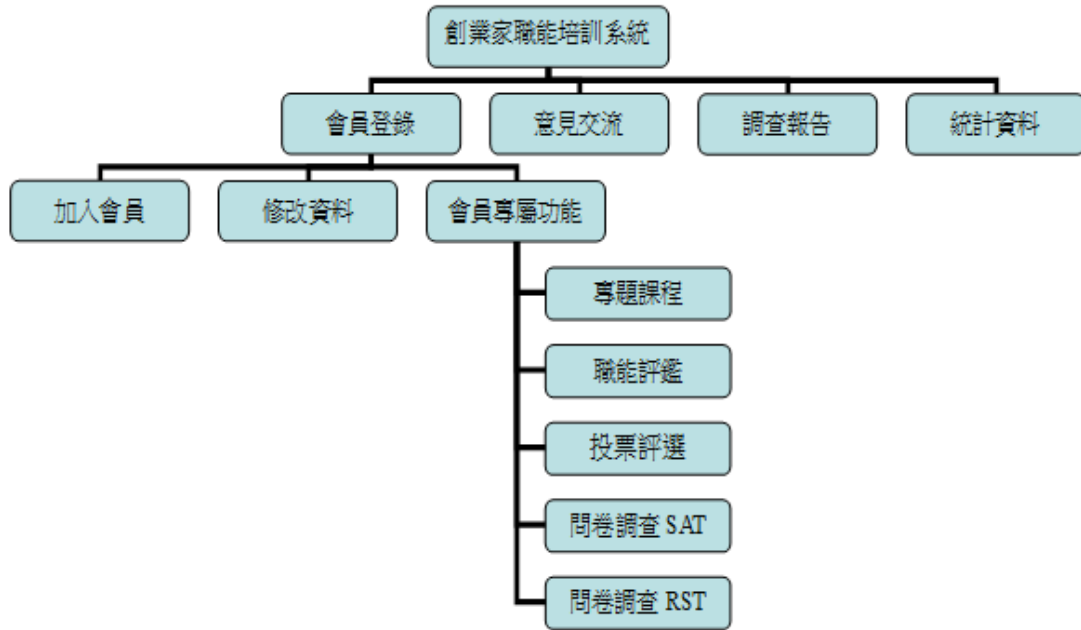 創業家職能培訓系統
會員登錄
意見交流
調查報告
統計資料
加入會員
修改資料
會員專屬功能
專題課程
職能評鑑
投票評選
問卷調查 SAT
問卷調查 RST